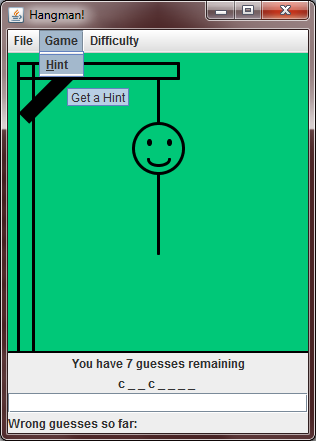 Hangman!
File Game Difficulty
Hint
Get a Hint
You have 7 guesses remaining
c _ _ c _ _ _ _
Wrong guesses so far: